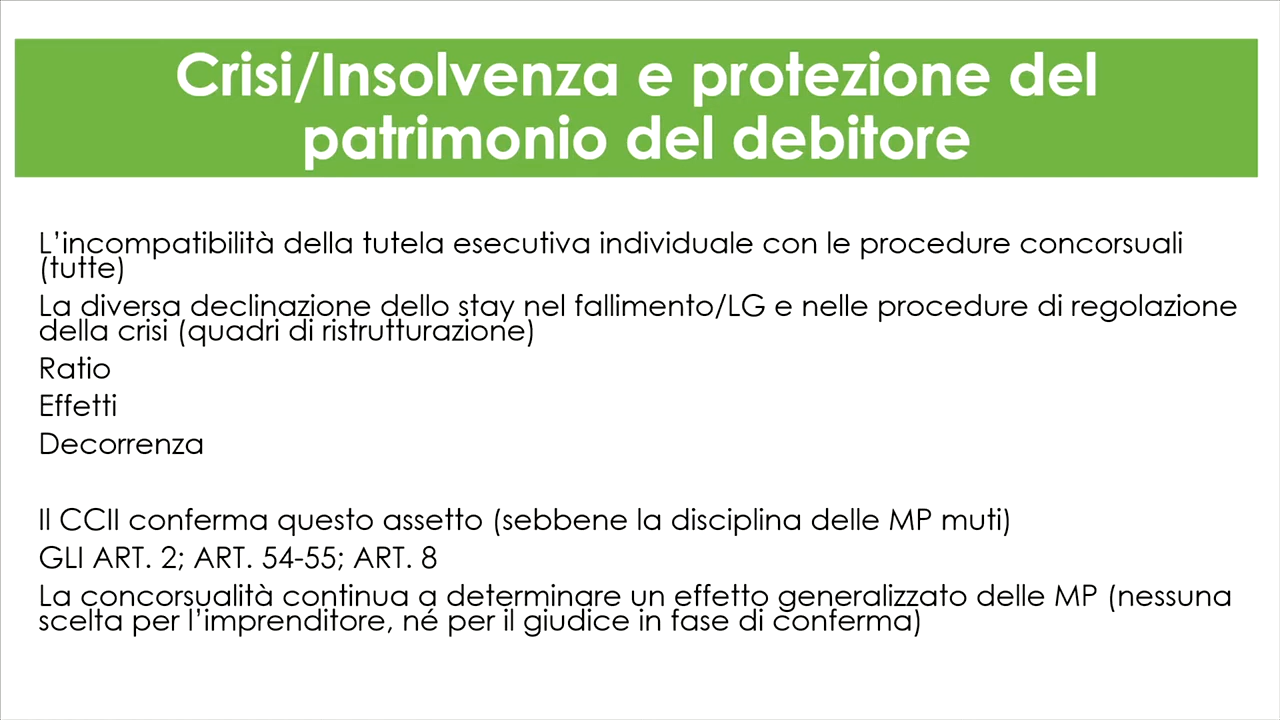 Crisi/Insolvenza e protezione del
patrimonio del debitore
L’incompatibilità della tutela esecutiva individuale con le procedure concorsuali
(tutte)
La diversa declinazione dello stay nel fallimento/LG e nelle procedure di regolazione
della crisi (quadri di ristrutturazione)
Ratio
Effetti
Decorrenza
Il CCII conferma questo assetto (sebbene la disciplina delle MP muti)
GLI ART. 2; ART. 54-55; ART. 8
La concorsualità continua a determinare un effetto generalizzato delle MP (nessuna
scelta per l’imprenditore, né per il giudice in fase di conferma)